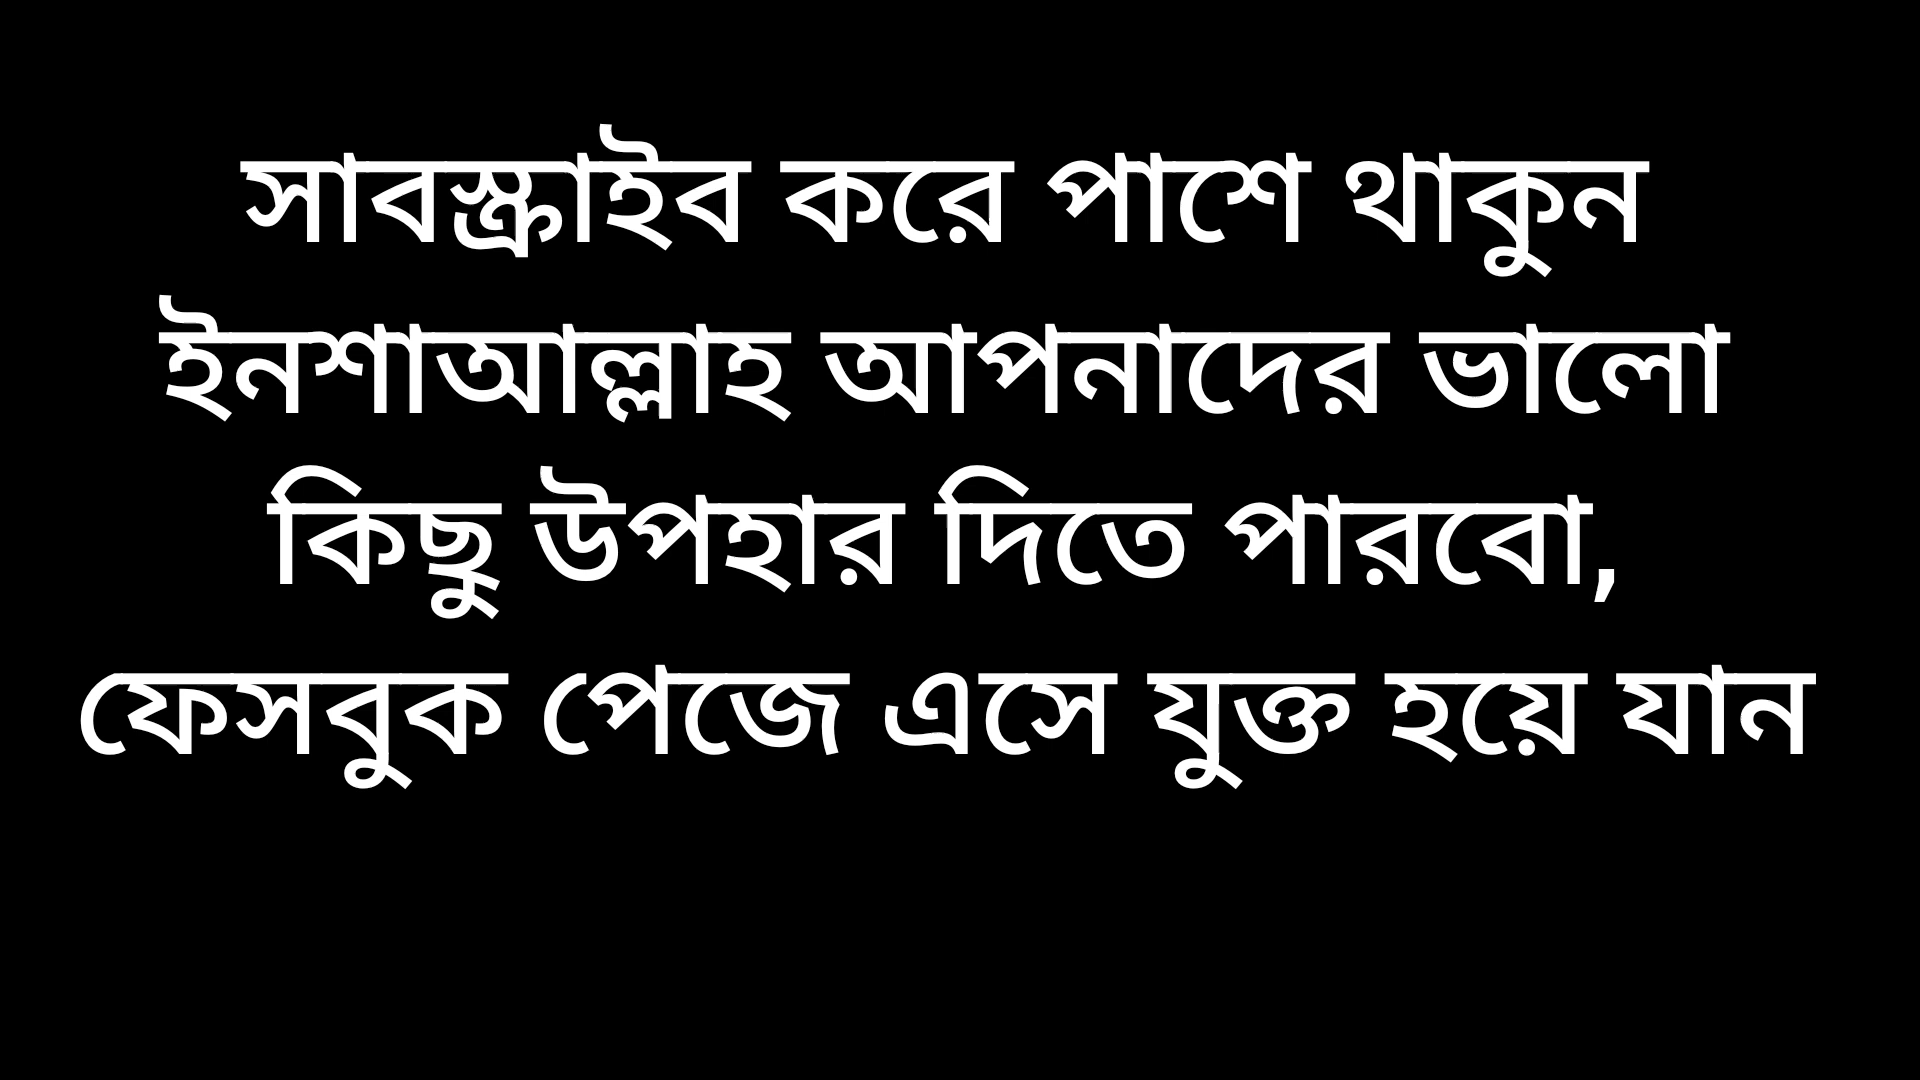 সাবস্ক্রাইব করে পাশে থাকুন
ইনশাআল্লাহ আপনাদের ভালো
কিছু উপহার দিতে পারবো,
ফেসবুক পেজে এসে যুক্ত হয়ে যান